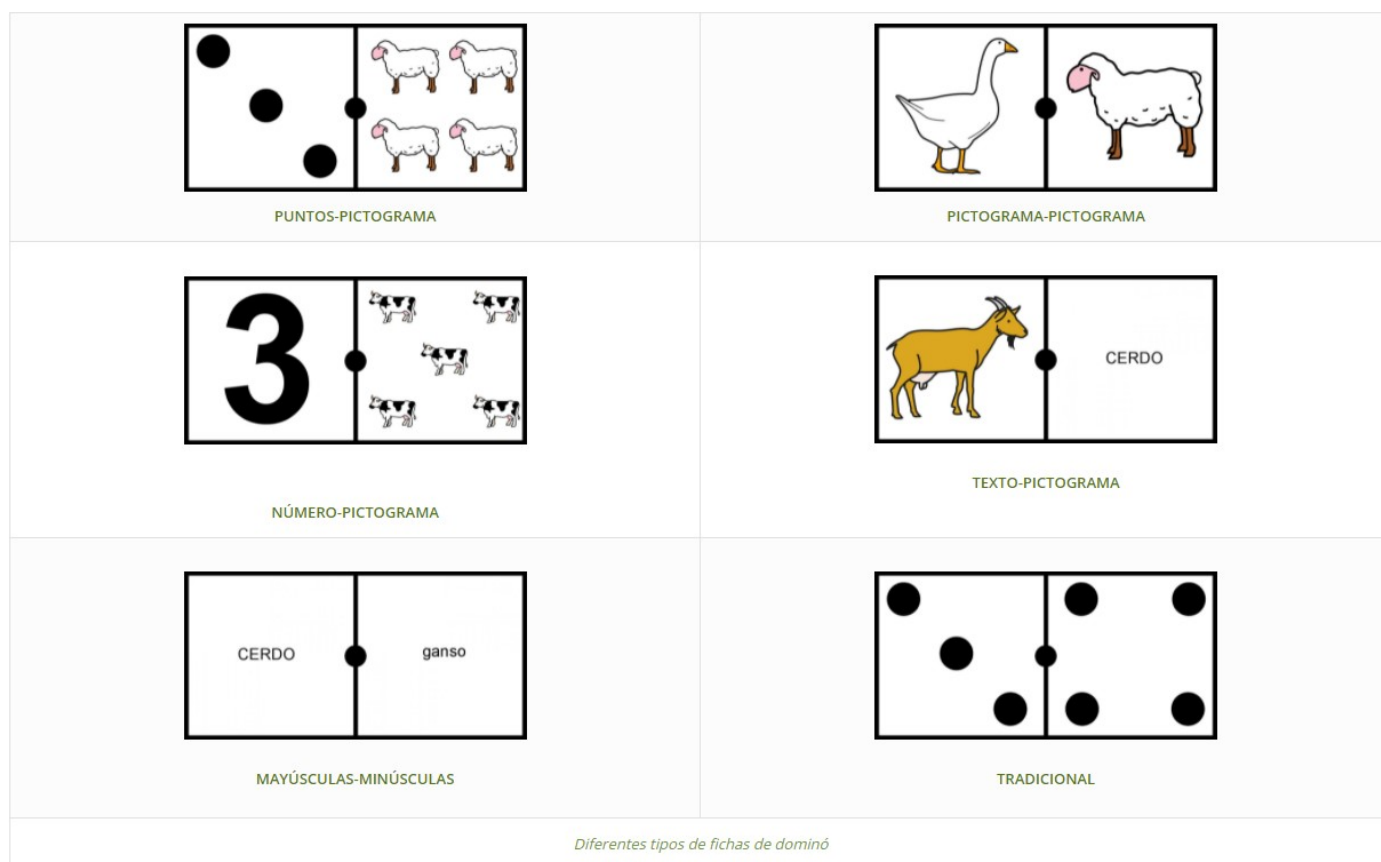 PUNTOS-PICTOGRAMA
PICTOGRAMA-PICTOGRAMA
3
NÚMERO-PICTOGRAMA
CERDO
TEXTO-PICTOGRAMA
CERDO
ganso
MAYÚSCULAS-MINÚSCULAS
TRADICIONAL
Diferentes tipos de fichas de dominó